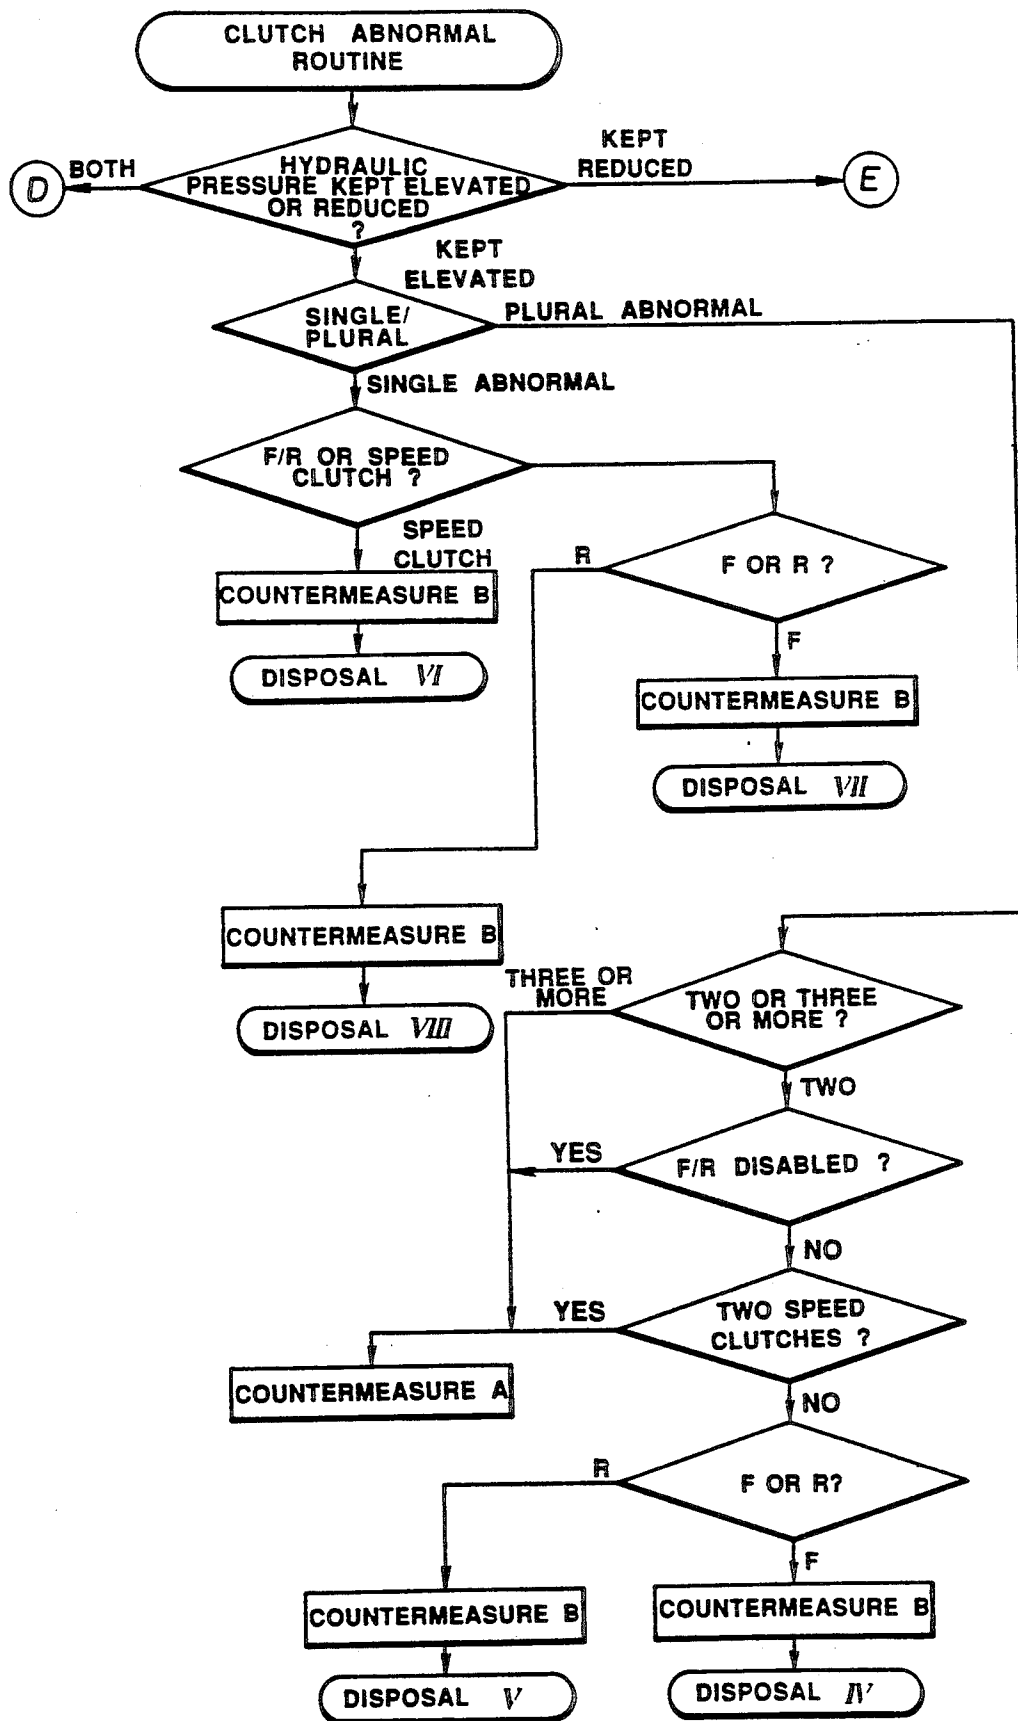 CLUTCH ABNORMAL
ROUTINE
KEPT
REDUCED
BOTH
D
HYDRAULIC
PRESSURE KEPT ELEVATED
OR REDUCED
?
E
KEPT
ELEVATED
SINGLE/
PLURAL
PLURAL ABNORMAL
SINGLE ABNORMAL
F/R OR SPEED
CLUTCH ?
SPEED
CLUTCH
R
F OR R ?
COUNTERMEASURE B
F
DISPOSAL VI
COUNTERMEASURE B
DISPOSAL VII
COUNTERMEASURE B
DISPOSAL VIII
THREE OR
MORE
TWO OR THREE
OR MORE ?
TWO
YES
F/R DISABLED ?
NO
YES
TWO SPEED
CLUTCHES ?
COUNTERMEASURE A
NO
R
F OR R?
F
COUNTERMEASURE B
COUNTERMEASURE B
DISPOSAL V
DISPOSAL IV